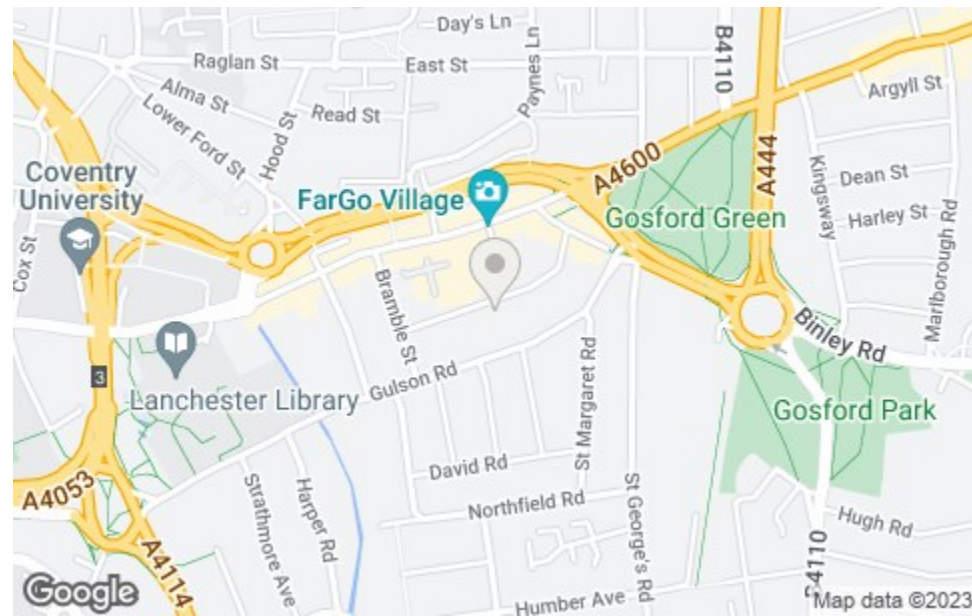 Day's Ln
Raglan St
East St
B4110
Paynes Ln
Alma St
Read St
Argyll St
Lower Ford St
Hood St
A4600
A444
Coventry
University
FarGo Village
Kingsway
Dean St
Gosford Green
Harley St
Marlborough Rd
Cox St
Bramble St
Binley Rd
St Margaret Rd
Gulson Rd
3
Lanchester Library
Gosford Park
David Rd
A4053
Strathmore Ave
Harper Rd
Northfield Rd
St George's Rd
Hugh Rd
A4114
B4110
Humber Ave
Google
Map data ©2023